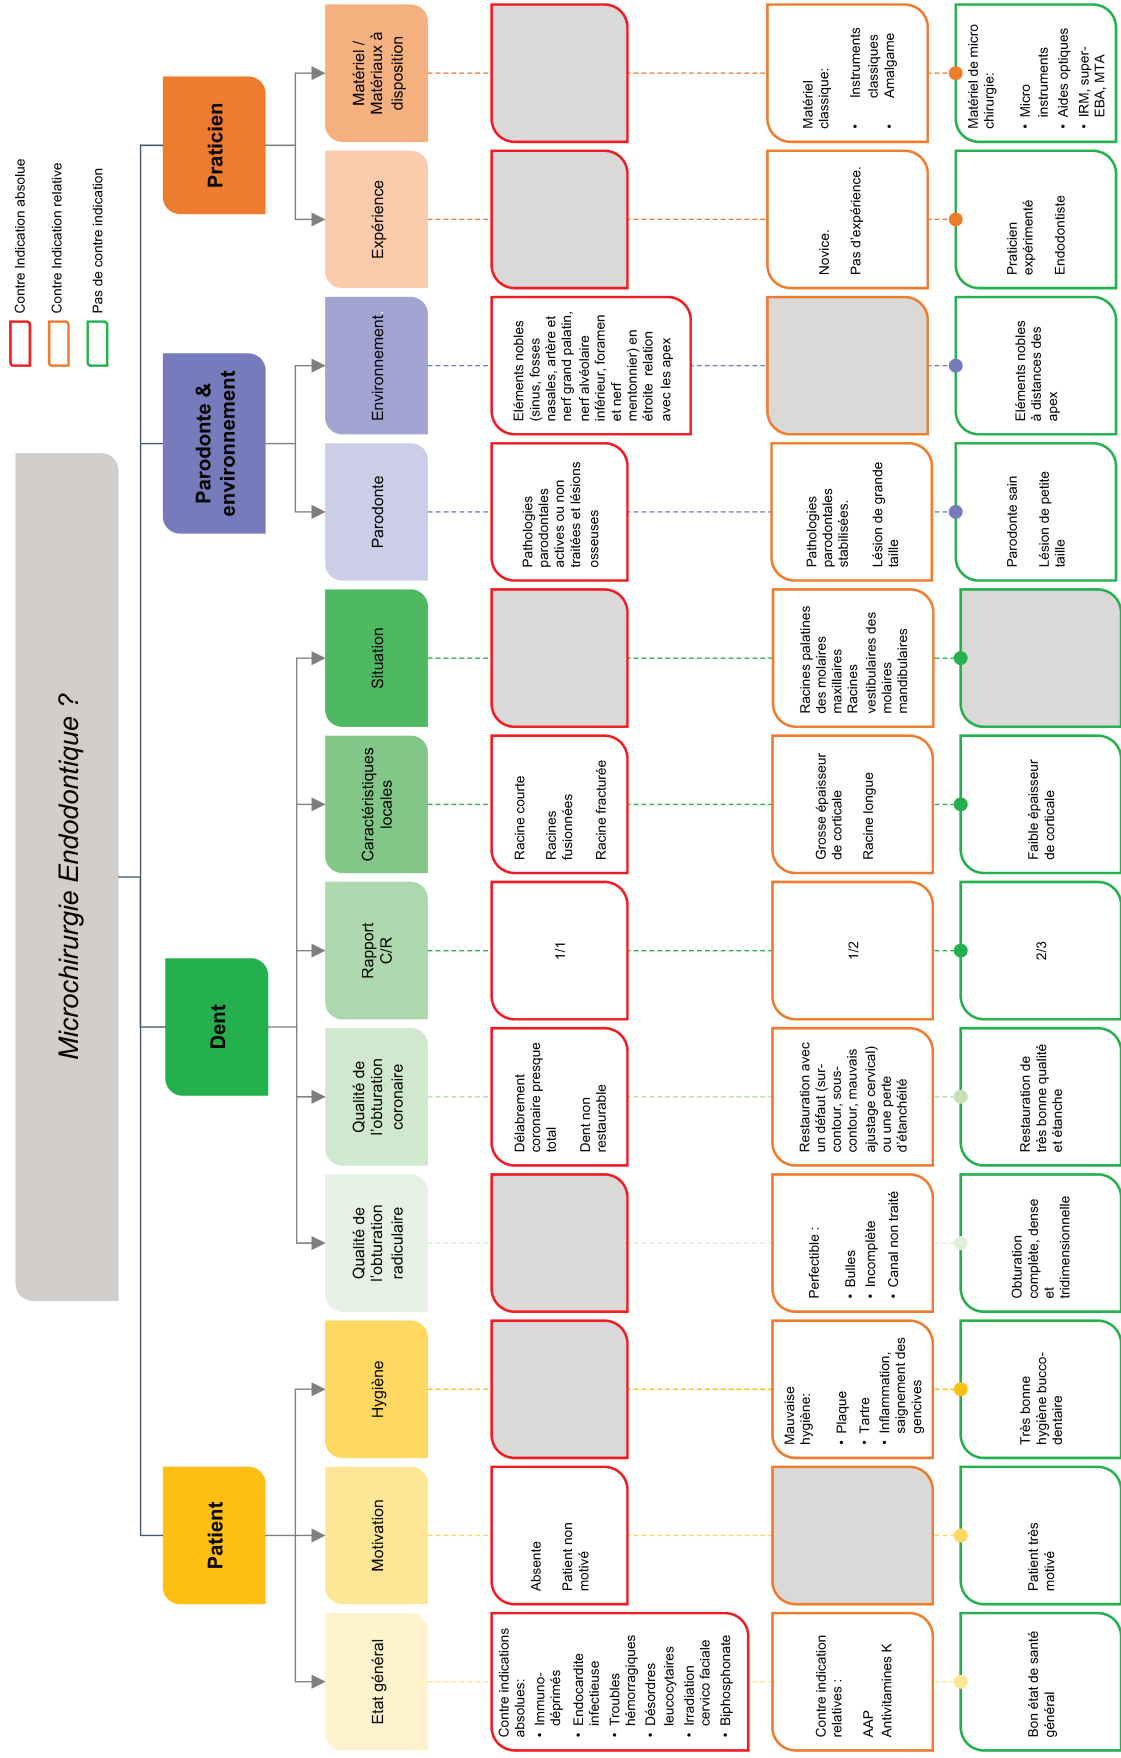 Microchirurgie Endodontique ?
Contre Indication absolue
Contre Indication relative
Pas de contre indication
Patient
Dent
Parodonte &
environnement
Praticien
Etat général
Motivation
Hygiène
Qualité de
l'obturation
radiculaire
Qualité de
l'obturation
coronaire
Rapport
C/R
Caractéristiques
locales
Situation
Parodonte
Environnement.
Expérience
Matériel /
Matériaux à
disposition
Contre indications
absolues:
• Immuno-
déprimés
• Endocardite
infectieuse
• Troubles
hémorragiques
• Désordres
leucocytaires
• Irradiation
cervico faciale
• Biphosphonate
Absente
Patient non
motivé
Délabrement
coronaire presque
total
Dent non
restaurable
1/1
Racine courte
Racines
fusionnées
Racine fracturée
Pathologies
parodontales
actives ou non
traitées et lésions
osseuses
Eléments nobles
(sinus, fosses
nasales, artère et
nerf grand palatin,
nerf alvéolaire
inférieur, foramen
et nerf
mentonnier) en
étroite relation
avec les apex
Contre indication
relatives :
AAP
Antivitamines K
Mauvaise
hygiène:
• Plaque
• Tartre
• Inflammation,
saignement des
gencives
Perfectible :
• Bulles
• Incomplète
• Canal non traité
Restauration avec
un défaut (sur-
contour, sous-
contour, mauvais
ajustage cervical)
ou une perte
d'étanchéité
1/2
Grosse épaisseur
de corticale
Racine longue
Racines palatines
des molaires
maxillaires
Racines
vestibulaires des
molaires
mandibulaires
Pathologies
parodontales
stabilisées.
Lésion de grande
taille
Novice.
Pas d'expérience.
Matériel
classique:
• Instruments
classiques
• Amalgame
Bon état de santé
général
Patient très
motivé
Très bonne
hygiène bucco-
dentaire
Obturation
complète, dense
et
tridimensionnelle
Restauration de
très bonne qualité
et étanche
2/3
Faible épaisseur
de corticale
Parodonte sain
Lésion de petite
taille
Eléments nobles
à distances des
apex
Praticien
expérimenté
Endodontiste
Matériel de micro
chirurgie:
• Micro
instruments
• Aides optiques
• IRM, super-
EBA, MTA